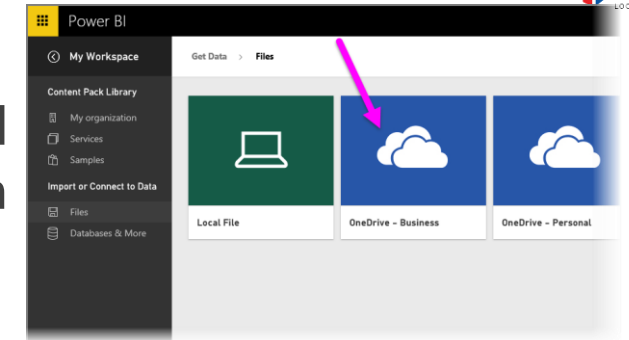 Power BI
My Workspace
Get Data > Files
Content Pack Library
My organization
Services
Samples
Import or Connect to Data
Files
Databases & More
Local File
OneDrive – Business
OneDrive – Personal